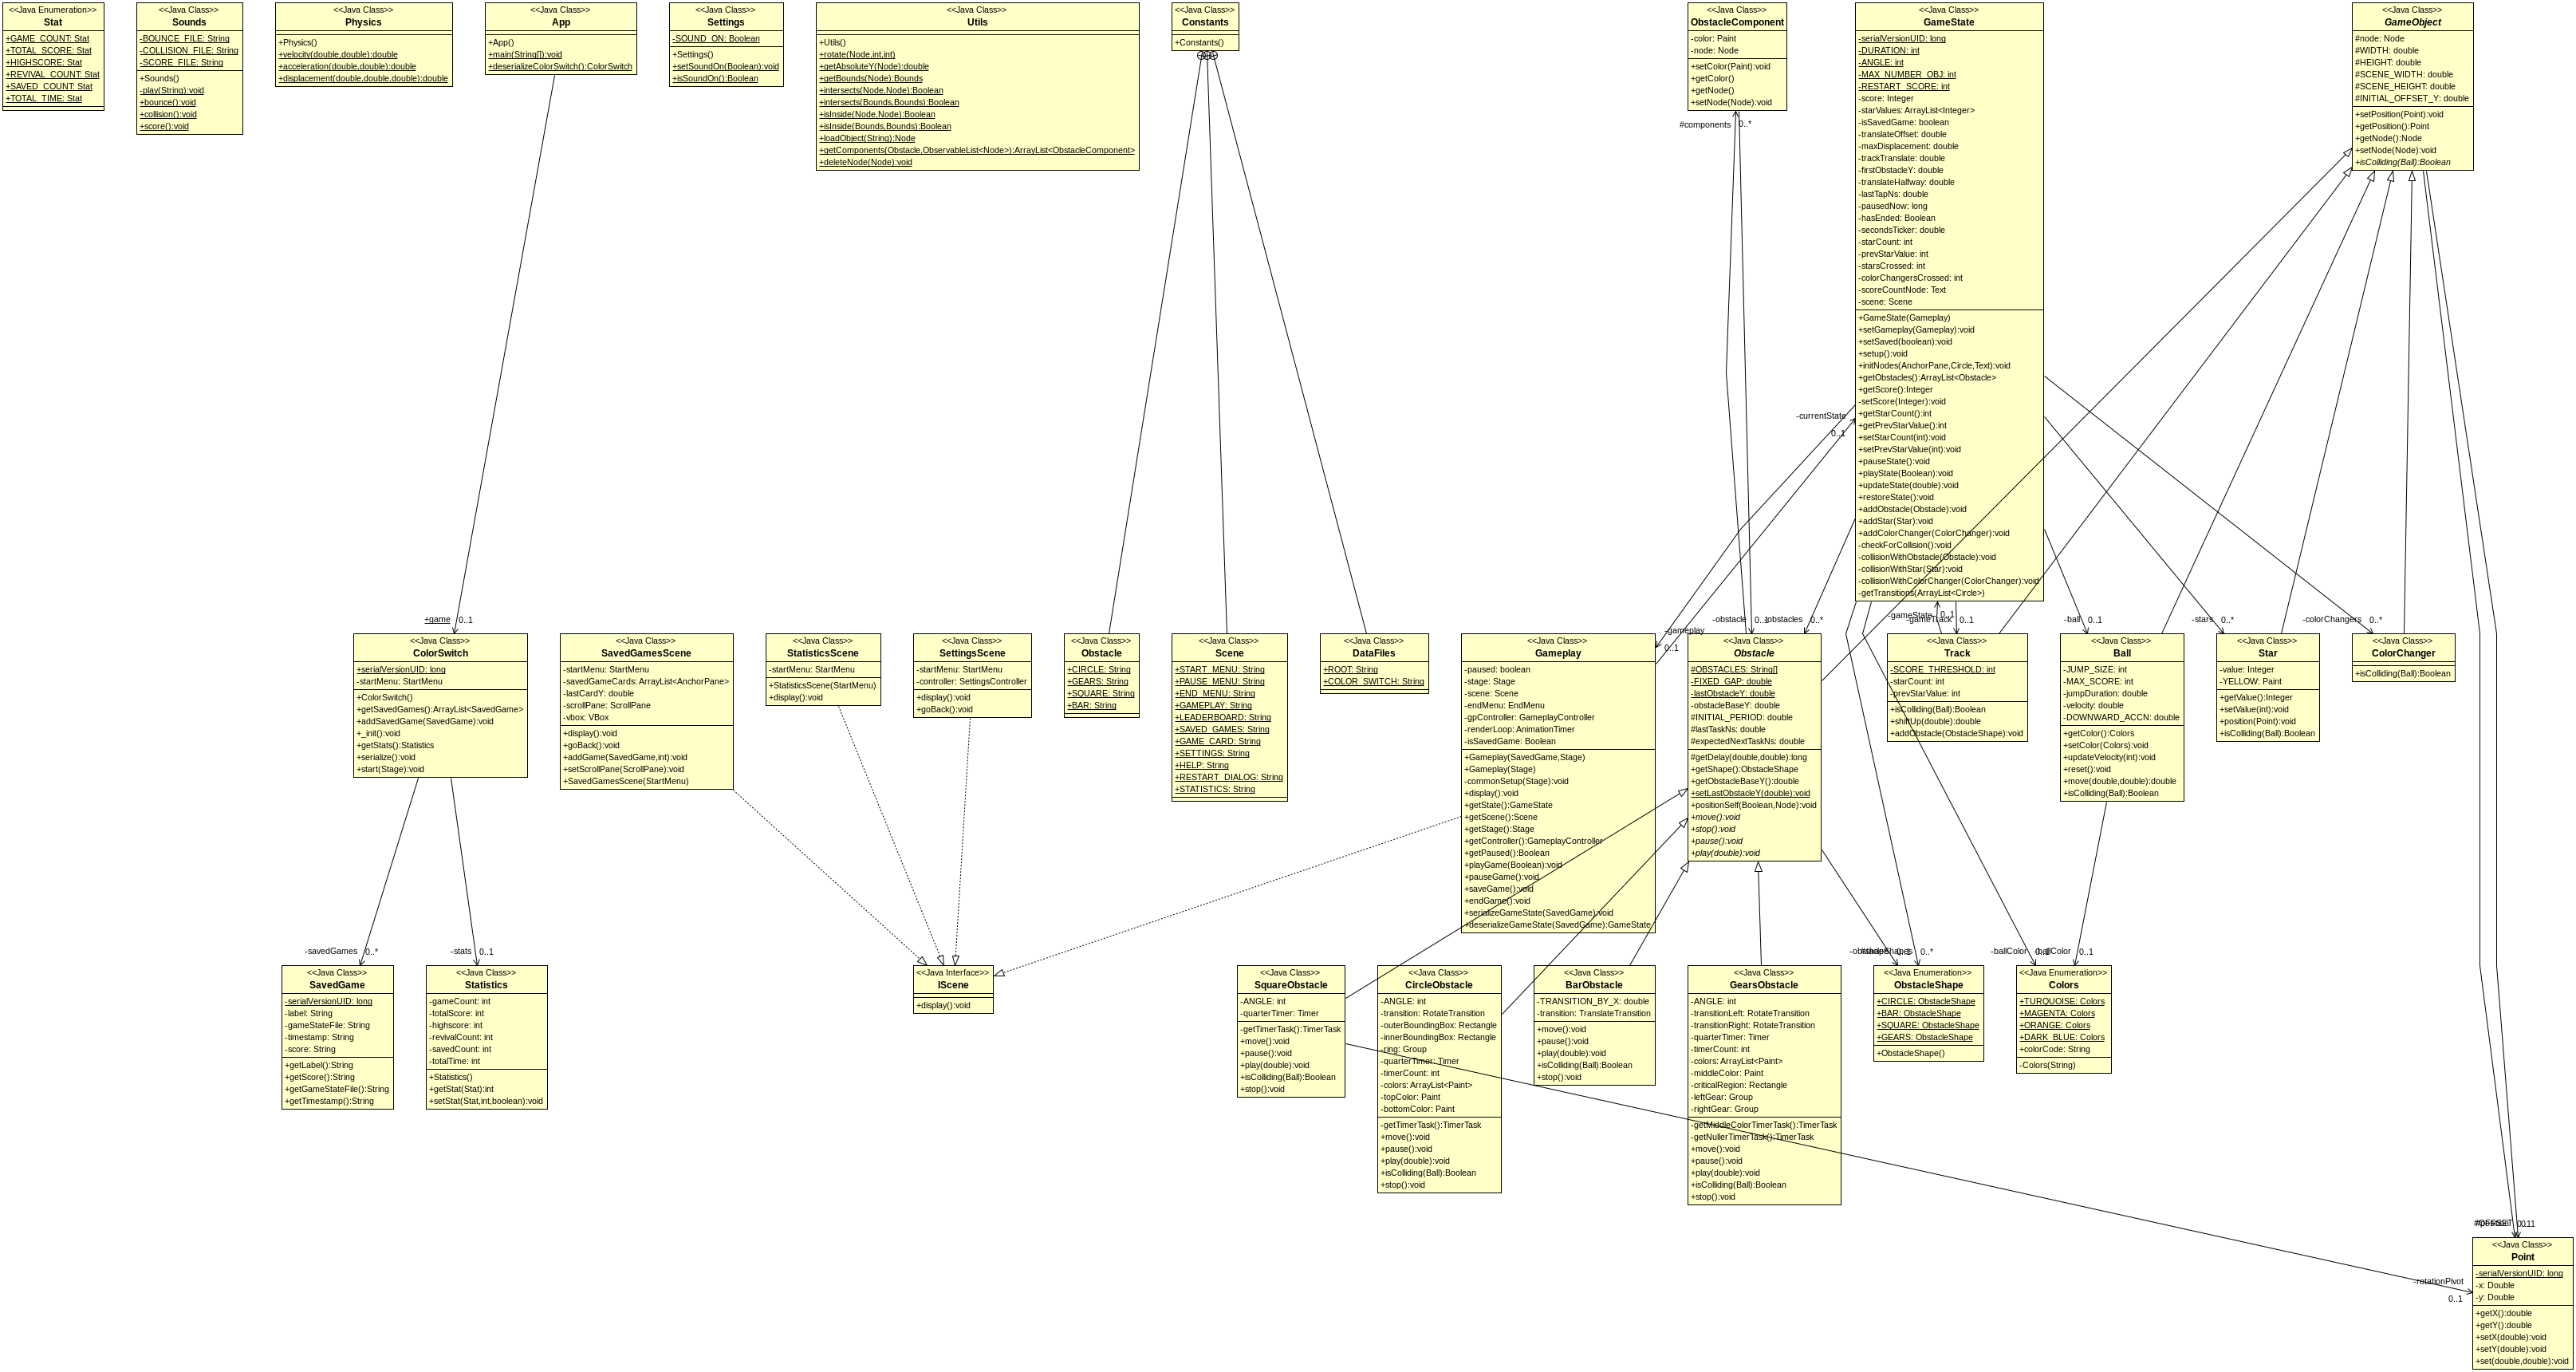 <<Java Enumeration>>
Stat
+GAME_COUNT: Stat
+TOTAL_SCORE: Stat
+HIGHSCORE: Stat
+REVIVAL_COUNT: Stat
+SAVED_COUNT: Stat
+TOTAL_TIME: Stat
<<Java Class>>
Sounds
-BOUNCE_FILE: String
-COLLISION_FILE: String
-SCORE_FILE: String
+Sounds()
-play(String):void
+bounce():void
+collision():void
+score():void
<<Java Class>>
Physics
+Physics()
+velocity(double,double):double
+acceleration(double,double):double
+displacement(double,double,double):double
<<Java Class>>
App
+App()
+main(String[]):void
+deserializeColorSwitch():ColorSwitch
<<Java Class>>
Settings
-SOUND_ON: Boolean
+Settings()
+setSoundOn(Boolean):void
+isSoundOn():Boolean
<<Java Class>>
Utils
+Utils()
+rotate(Node,int,int)
+getAbsoluteY(Node):double
+getBounds(Node):Bounds
+intersects(Node,Node):Boolean
+intersects(Bounds,Bounds):Boolean
+isInside(Node,Node):Boolean
+isInside(Bounds,Bounds):Boolean
+loadObject(String):Node
+getComponents(Obstacle,ObservableList<Node>):ArrayList<ObstacleComponent>
+deleteNode(Node):void
<<Java Class>>
Constants
+Constants()
<<Java Class>>
ObstacleComponent
-color: Paint
-node: Node
+setColor(Paint):void
+getColor()
+getNode()
+setNode(Node):void
<<Java Class>>
GameState
-serialVersionUID: long
-DURATION: int
-ANGLE: int
-MAX_NUMBER_OBJ: int
-RESTART_SCORE: int
-score: Integer
-starValues: ArrayList<Integer>
-isSavedGame: boolean
-translateOffset: double
-maxDisplacement: double
-trackTranslate: double
-firstObstacleY: double
-translateHalfway: double
-lastTapNs: double
-pausedNow: long
-hasEnded: Boolean
-secondsTicker: double
-starCount: int
-prevStarValue: int
-starsCrossed: int
-colorChangersCrossed: int
-scoreCountNode: Text
-scene: Scene
+GameState(Gameplay)
+setGameplay(Gameplay):void
+setSaved(boolean):void
+setup():void
+initNodes(AnchorPane,Circle,Text):void
+getObstacles():ArrayList<Obstacle>
+getScore():Integer
-setScore(Integer):void
+getStarCount():int
+getPrevStarValue():int
+setStarCount(int):void
+setPrevStarValue(int):void
+pauseState():void
+playState(Boolean):void
+updateState(double):void
+restoreState():void
+addObstacle(Obstacle):void
+addStar(Star):void
+addColorChanger(ColorChanger):void
-checkForCollision():void
-collisionWithObstacle(Obstacle):void
-collisionWithStar(Star):void
-collisionWithColorChanger(ColorChanger):void
-getTransitions(ArrayList<Circle>)
<<Java Class>>
GameObject
#node: Node
#WIDTH: double
#HEIGHT: double
#SCENE_WIDTH: double
#SCENE_HEIGHT: double
#INITIAL_OFFSET_Y: double
+setPosition(Point):void
+getPosition():Point
+getNode():Node
+setNode(Node):void
+isColliding(Ball):Boolean
#components 0..*
-currentState
0..1
+game 0..1
-gameplay
0..1
-obstacle 0..1
-obstacles 0..*
-gameState 0..1
-gameTrack 0..1
-ball 0..1
-stars 0..*
-colorChangers 0..*
<<Java Class>>
ColorSwitch
+serialVersionUID: long
-startMenu: StartMenu
+ColorSwitch()
+getSavedGames():ArrayList<SavedGame>
+addSavedGame(SavedGame):void
+_init():void
+getStats():Statistics
+serialize():void
+start(Stage):void
<<Java Class>>
SavedGamesScene
-startMenu: StartMenu
-savedGameCards: ArrayList<AnchorPane>
-lastCardY: double
-scrollPane: ScrollPane
-vbox: VBox
+display():void
+goBack():void
+addGame(SavedGame,int):void
+setScrollPane(ScrollPane):void
+SavedGamesScene(StartMenu)
<<Java Class>>
StatisticsScene
-startMenu: StartMenu
+StatisticsScene(StartMenu)
+display():void
<<Java Class>>
SettingsScene
-startMenu: StartMenu
-controller: SettingsController
+display():void
+goBack():void
<<Java Class>>
Obstacle
+CIRCLE: String
+GEARS: String
+SQUARE: String
+BAR: String
<<Java Class>>
Scene
+START_MENU: String
+PAUSE_MENU: String
+END_MENU: String
+GAMEPLAY: String
+LEADERBOARD: String
+SAVED_GAMES: String
+GAME_CARD: String
+SETTINGS: String
+HELP: String
+RESTART_DIALOG: String
+STATISTICS: String
<<Java Class>>
DataFiles
+ROOT: String
+COLOR_SWITCH: String
<<Java Class>>
Gameplay
-paused: boolean
-stage: Stage
-scene: Scene
-endMenu: EndMenu
-gpController: GameplayController
-renderLoop: AnimationTimer
-isSavedGame: Boolean
+Gameplay(SavedGame,Stage)
+Gameplay(Stage)
-commonSetup(Stage):void
+display():void
+getState():GameState
+getScene():Scene
+getStage():Stage
+getController():GameplayController
+getPaused():Boolean
+playGame(Boolean):void
+pauseGame():void
+saveGame():void
+endGame():void
+serializeGameState(SavedGame):void
+deserializeGameState(SavedGame):GameState
<<Java Class>>
Obstacle
#OBSTACLES: String[]
-FIXED_GAP: double
-lastObstacleY: double
-obstacleBaseY: double
#INITIAL_PERIOD: double
#lastTaskNs: double
#expectedNextTaskNs: double
#getDelay(double,double):long
+getShape():ObstacleShape
+getObstacleBaseY():double
+setLastObstacleY(double):void
+positionSelf(Boolean,Node):void
+move():void
+stop():void
+pause():void
+play(double):void
<<Java Class>>
Track
-SCORE_THRESHOLD: int
-starCount: int
-prevStarValue: int
+isColliding(Ball):Boolean
+shiftUp(double):double
+addObstacle(ObstacleShape):void
<<Java Class>>
Ball
-JUMP_SIZE: int
-MAX_SCORE: int
-jumpDuration: double
-velocity: double
-DOWNWARD_ACCN: double
+getColor():Colors
+setColor(Colors):void
+updateVelocity(int):void
+reset():void
+move(double,double):double
+isColliding(Ball):Boolean
<<Java Class>>
Star
-value: Integer
-YELLOW: Paint
+getValue():Integer
+setValue(int):void
+position(Point):void
+isColliding(Ball):Boolean
<<Java Class>>
ColorChanger
+isColliding(Ball):Boolean
-savedGames 0..*
-stats 0..1
0..*
-ballColor
-ballColor 0..1
<<Java Class>>
SavedGame
-serialVersionUID: long
-label: String
-gameStateFile: String
-timestamp: String
-score: String
+getLabel():String
+getScore():String
+getGameStateFile():String
+getTimestamp():String
<<Java Class>>
Statistics
-gameCount: int
-totalScore: int
-highscore: int
-revivalCount: int
-savedCount: int
-totalTime: int
+Statistics()
+getStat(Stat):int
+setStat(Stat,int,boolean):void
<<Java Interface>>
IScene
+display():void
<<Java Class>>
SquareObstacle
-ANGLE: int
-quarterTimer: Timer
-getTimerTask():TimerTask
+move():void
+pause():void
+play(double):void
+isColliding(Ball):Boolean
+stop():void
<<Java Class>>
CircleObstacle
-ANGLE: int
-transition: RotateTransition
-outerBoundingBox: Rectangle
-innerBoundingBox: Rectangle
-ring: Group
-quarterTimer: Timer
-timerCount: int
-colors: ArrayList<Paint>
-topColor: Paint
-bottomColor: Paint
-getTimerTask():TimerTask
+move():void
+pause():void
+play(double):void
+isColliding(Ball):Boolean
+stop():void
<<Java Class>>
BarObstacle
-TRANSITION_BY_X: double
-transition: TranslateTransition
+move():void
+pause():void
+play(double):void
+isColliding(Ball):Boolean
+stop():void
<<Java Class>>
GearsObstacle
-ANGLE: int
-transitionLeft: RotateTransition
-transitionRight: RotateTransition
-quarterTimer: Timer
-timerCount: int
-colors: ArrayList<Paint>
-middleColor: Paint
-criticalRegion: Rectangle
-leftGear: Group
-rightGear: Group
-getMiddleColorTimerTask():TimerTask
-getNullerTimerTask():TimerTask
+move():void
+pause():void
+play(double):void
+isColliding(Ball):Boolean
+stop():void
<<Java Enumeration>>
ObstacleShape
+CIRCLE: ObstacleShape
+BAR: ObstacleShape
+SQUARE: ObstacleShape
+GEARS: ObstacleShape
+ObstacleShape()
<<Java Enumeration>>
Colors
+TURQUOISE: Colors
+MAGENTA: Colors
+ORANGE: Colors
+DARK_BLUE: Colors
+colorCode: String
-Colors(String)
-rotationPivot
0..1
<<Java Class>>
Point
-serialVersionUID: long
-x: Double
-y: Double
+getX():double
+getY():double
+setX(double):void
+setY(double):void
+set(double,double):void